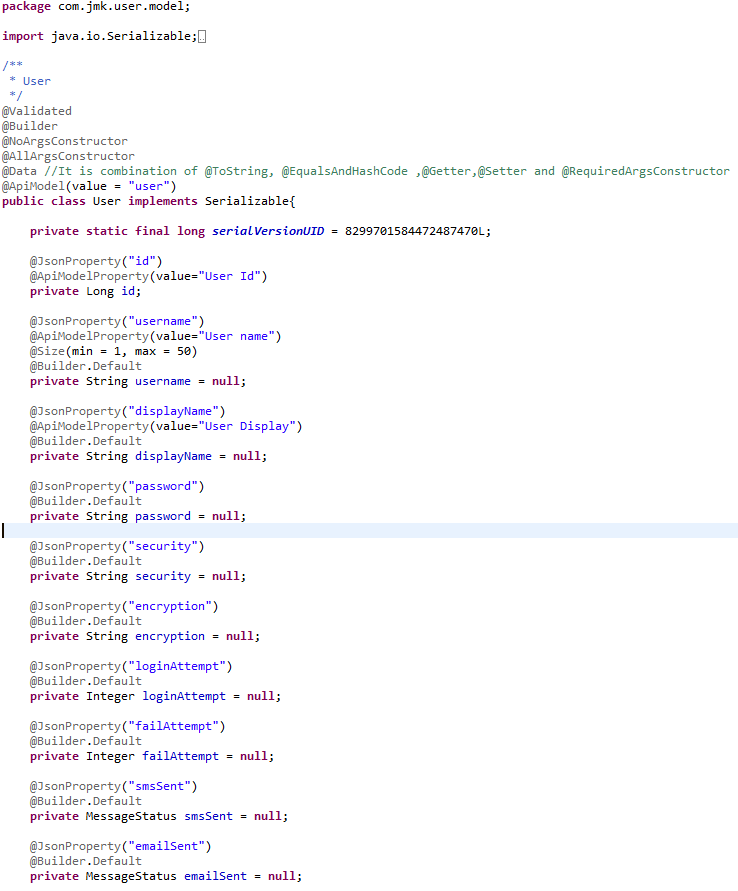 package com.jmk.user.model;
import java.io.Serializable;
/**
 * User
 */
@Validated
@Builder
@NoArgsConstructor
@AllArgsConstructor
@Data //It is combination of @ToString, @EqualsAndHashCode ,@Getter,@Setter and @RequiredArgsConstructor
@ApiModel(value = "user")
public class User implements Serializable{
    private static final long serialVersionUID = 8299701584472487470L;
    @JsonProperty("id")
    @ApiModelProperty(value="User Id")
    private Long id;
    @JsonProperty("username")
    @ApiModelProperty(value="User name")
    @Size(min = 1, max = 50)
    @Builder.Default
    private String username = null;
    @JsonProperty("displayName")
    @ApiModelProperty(value="User Display")
    @Builder.Default
    private String displayName = null;
    @JsonProperty("password")
    @Builder.Default
    private String password = null;
    @JsonProperty("security")
    @Builder.Default
    private String security = null;
    @JsonProperty("encryption")
    @Builder.Default
    private String encryption = null;
    @JsonProperty("loginAttempt")
    @Builder.Default
    private Integer loginAttempt = null;
    @JsonProperty("failAttempt")
    @Builder.Default
    private Integer failAttempt = null;
    @JsonProperty("smsSent")
    @Builder.Default
    private MessageStatus smsSent = null;
    @JsonProperty("emailSent")
    @Builder.Default
    private MessageStatus emailSent = null;